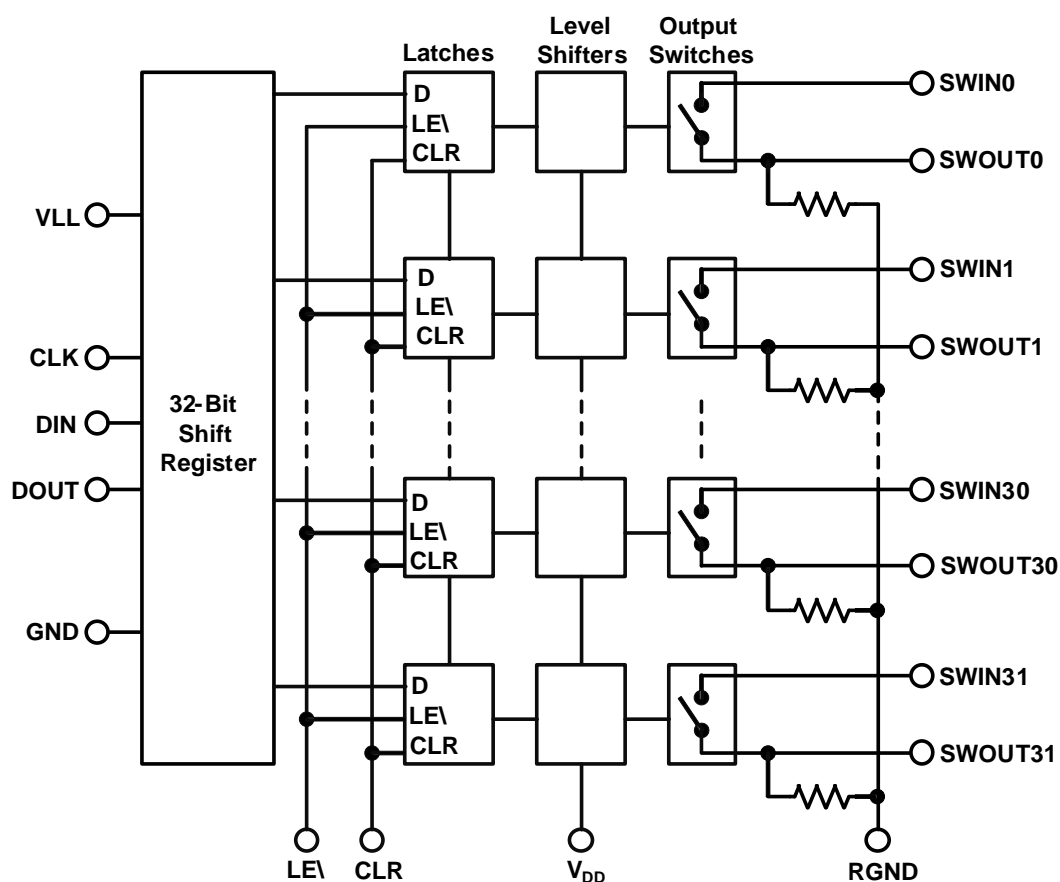 Latches
Level
Shifters
Output
Switches
D
LE\
CLR
SWIN0
SWOUT0
VLL
D
LE\
CLR
SWIN1
SWOUT1
CLK
DIN
DOUT
32-Bit
Shift
Register
D
LE\
CLR
SWIN30
SWOUT30
GND
D
LE\
CLR
SWIN31
SWOUT31
LE\
CLR
VDD
RGND